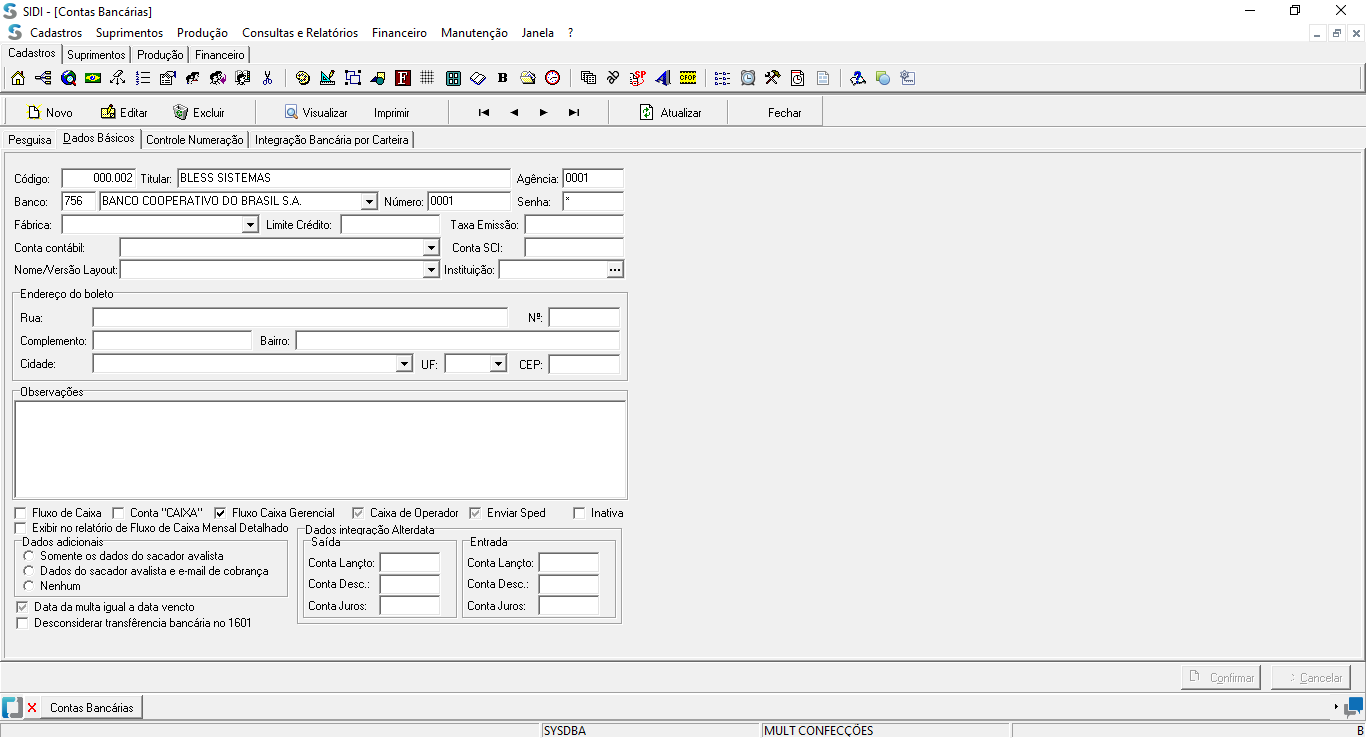 SIDI - [Contas Bancárias]
Cadastros Suprimentos Produção Consultas e Relatórios Financeiro Manutenção Janela ?
Cadastros Suprimentos Produção Financeiro
F B SP CFOP
Novo Editar Excluir Visualizar Imprimir Atualizar Fechar
Pesquisa Dados Básicos Controle Numeração Integração Bancária por Carteira
Código: 000.002 Titular: BLESS SISTEMAS Agência: 0001
Banco: 756 BANCO COOPERATIVO DO BRASIL S.A. Número: 0001 Senha: *
Fábrica: Limite Crédito: Taxa Emissão:
Conta contábil: Conta SCI:
Nome/Versão Layout: Instituição: ...
Endereço do boleto
Rua: Nº:
Complemento: Bairro:
Cidade: UF: CEP:
Observações
Fluxo de Caixa Conta "CAIXA" Fluxo Caixa Gerencial Caixa de Operador Enviar Sped Inativa
Exibir no relatório de Fluxo de Caixa Mensal Detalhado
Dados adicionais
Somente os dados do sacador avalista
Dados do sacador avalista e e-mail de cobrança
Nenhum
Data da multa igual a data vencto
Desconsiderar transfêrencia bancária no 1601
Dados integração Alterdata
Saída
Conta Lançto:
Conta Desc.:
Conta Juros:
Entrada
Conta Lançto:
Conta Desc.:
Conta Juros:
Confirmar Cancelar
Contas Bancárias
SYSDBA MULT CONFECÇÕES B